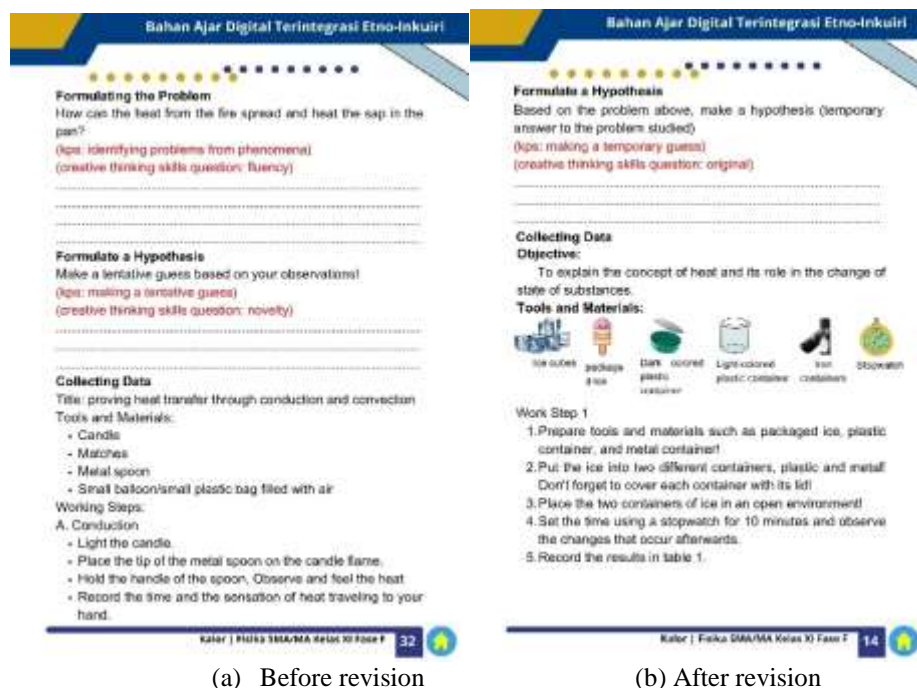 Bahan Ajar Digital Terintegrasi Etno-Inkuiri
Formulating the Problem
How can the heat from the fire spread and heat the sap in the
pan?
(kps: identifying problems from phenomena)
(creative thinking skills question: fluency)
Formulate a Hypothesis
Make a tentative guess based on your observations!
(kps: making a tentative guess)
(creative thinking skills question: novelty)
Collecting Data
Title: proving heat transfer through conduction and convection
Tools and Materials:
• Candle
• Matches
• Metal spoon
• Small balloon/small plastic bag filled with air
Working Steps:
A. Conduction
• Light the candle.
• Place the tip of the metal spoon on the candle flame.
• Hold the handle of the spoon, Observe and feel the heat
• Record the time and the sensation of heat traveling to your
hand.
Kalor | Fisika SMA/MA Kelas XI Fase F 32
(a) Before revision
Bahan Ajar Digital Terintegrasi Etno-Inkuiri
Formulate a Hypothesis
Based on the problem above, make a hypothesis (temporary
answer to the problem studied)
(kps: making a temporary guess)
(creative thinking skills question: original)
Collecting Data
Objective:
To explain the concept of heat and its role in the change of
state of substances.
Tools and Materials:
Ice cubes
package
d ice
Dark colored
plastic
container
Light-colored
plastic container
Iron
containers
Stopwatch
Work Step 1
1. Prepare tools and materials such as packaged ice, plastic
container, and metal container!
2. Put the ice into two different containers, plastic and metal!
Don't forget to cover each container with its lid!
3. Place the two containers of ice in an open environment!
4. Set the time using a stopwatch for 10 minutes and observe
the changes that occur afterwards.
5. Record the results in table 1.
Kalor | Fisika SMA/MA Kelas XI Fase F 14
(b) After revision